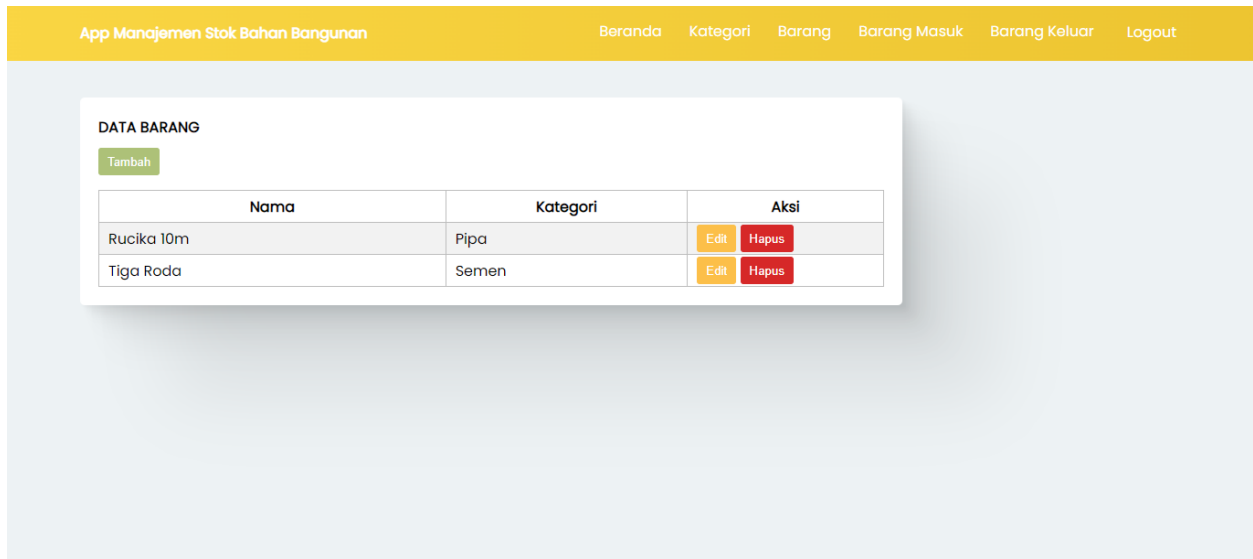 App Manajemen Stok Bahan Bangunan Beranda Kategori Barang Barang Masuk Barang Keluar Logout
DATA BARANG
Tambah
Nama Kategori Aksi
Rucika 10m Pipa Edit Hapus
Tiga Roda Semen Edit Hapus